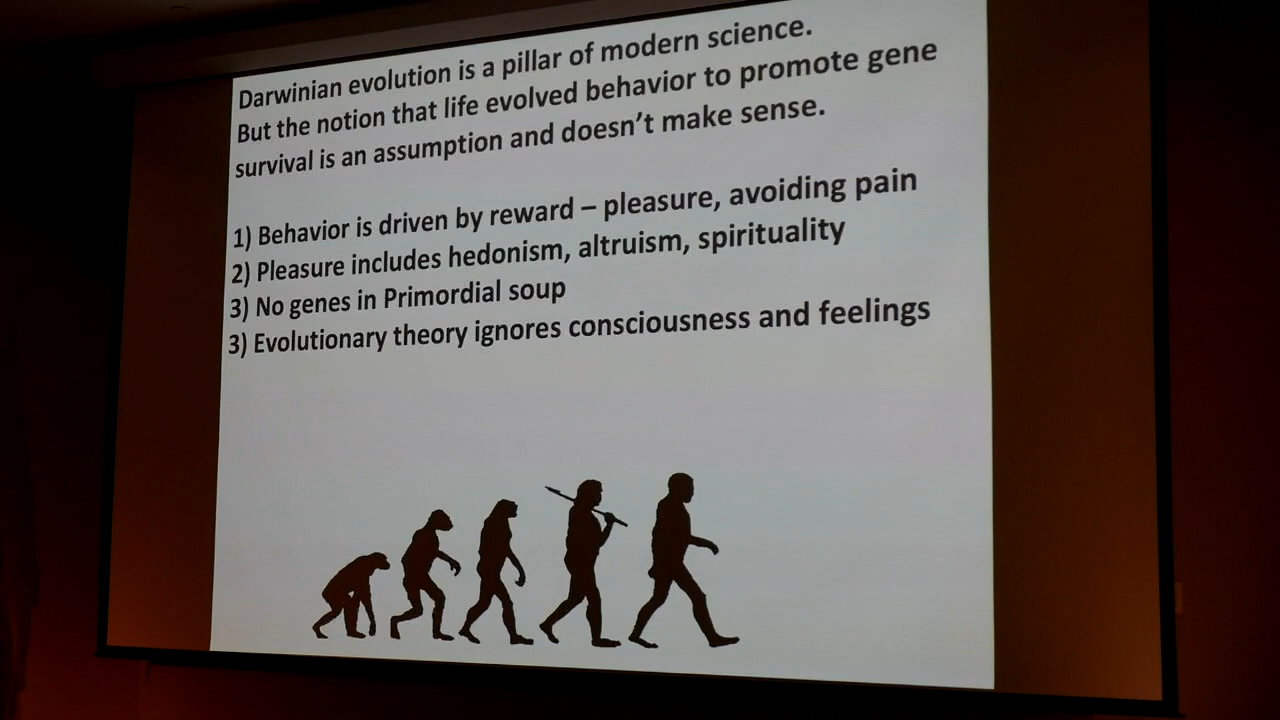 Darwinian evolution is a pillar of modern science.
But the notion that life evolved behavior to promote gene
survival is an assumption and doesn’t make sense.
1) Behavior is driven by reward – pleasure, avoiding pain
2) Pleasure includes hedonism, altruism, spirituality
3) No genes in Primordial soup
3) Evolutionary theory ignores consciousness and feelings